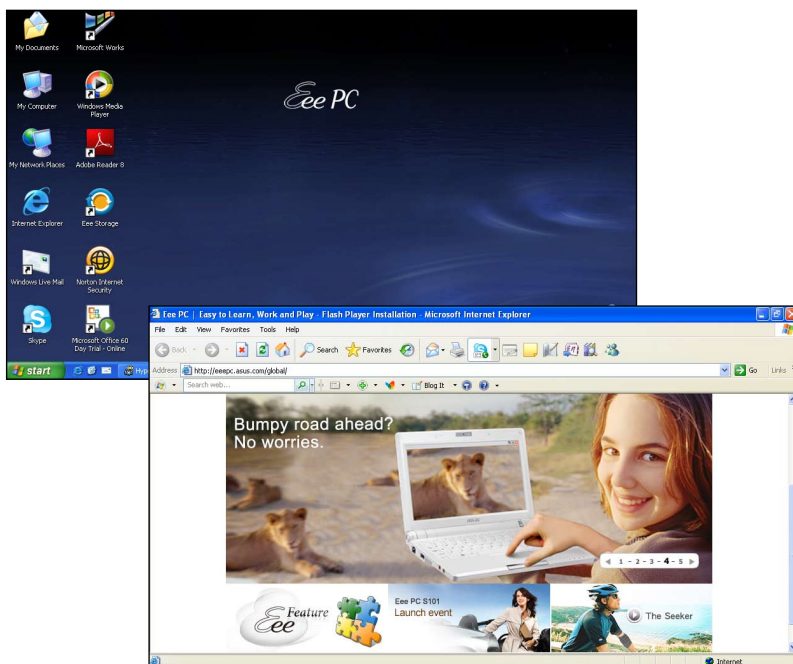 My Documents
Microsoft Works
Eee PC
My Computer
Windows Media
Player
My Network Places
Adobe Reader 8
Internet Explorer
Eee Storage
Windows Live Mail
Norton Internet
Security
Skype
Microsoft Office 60
Day Trial - Online
start
Hyp
Eee PC | Easy to Learn, Work and Play - Flash Player Installation - Microsoft Internet Explorer
File Edit View Favorites Tools Help
Back Search Favorites
Address http://eeepc.asus.com/global/ Go Links
Search web... Blog It
Bumpy road ahead?
No worries.
1 - 2 - 3 - 4 - 5
Eee Feature
Eee PC S101
Launch event
The Seeker
Internet